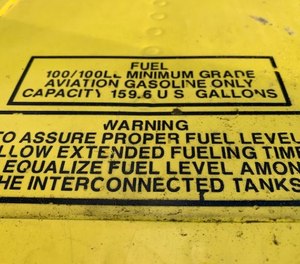 FUEL
100/100LL MINIMUM GRADE
AVIATION GASOLINE ONLY
CAPACITY 159.6 U S GALLONS
WARNING
TO ASSURE PROPER FUEL LEVEL
LLOW EXTENDED FUELING TIME
EQUALIZE FUEL LEVEL AMON
HE INTERCONNECTED TANKS